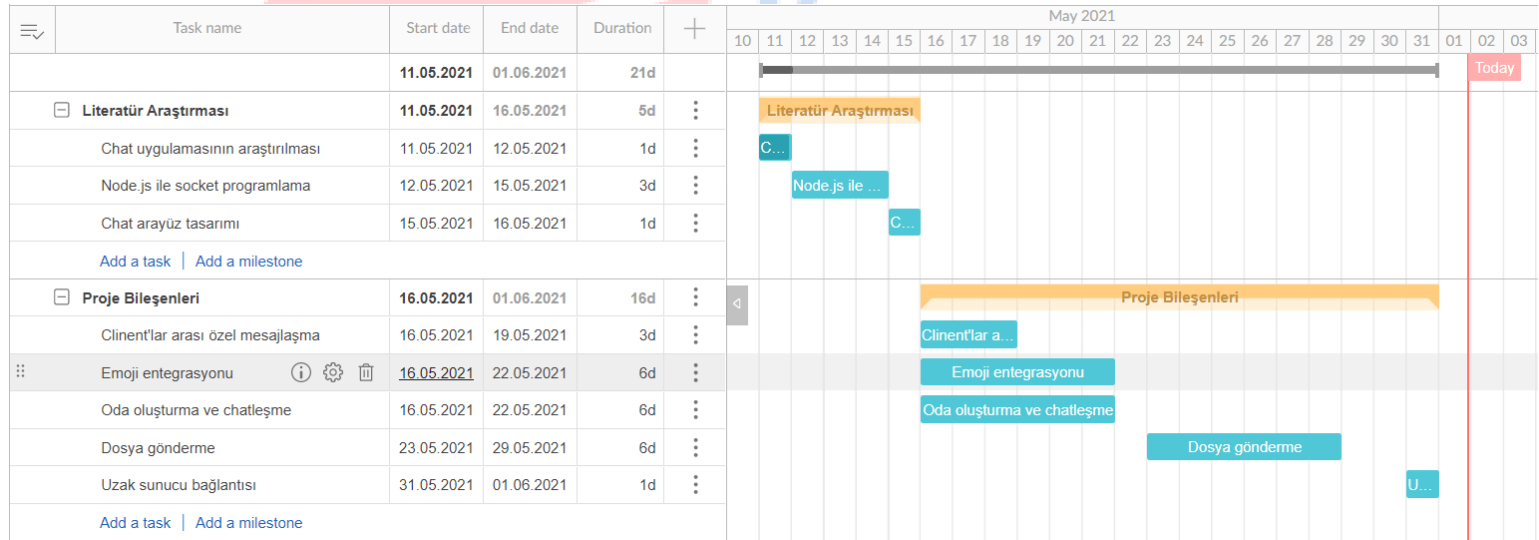 Task name Start date End date Duration May 2021
10 11 12 13 14 15 16 17 18 19 20 21 22 23 24 25 26 27 28 29 30 31 01 02 03
11.05.2021 01.06.2021 21d Today
Literatür Araştırması 11.05.2021 16.05.2021 5d Literatür Araştırması
Chat uygulamasının araştırılması 11.05.2021 12.05.2021 1d C...
Node.js ile socket programlama 12.05.2021 15.05.2021 3d Node.js ile ...
Chat arayüz tasarımı 15.05.2021 16.05.2021 1d C...
Add a task | Add a milestone
Proje Bileşenleri 16.05.2021 01.06.2021 16d Proje Bileşenleri
Clinent'lar arası özel mesajlaşma 16.05.2021 19.05.2021 3d Clinent'lar a...
Emoji entegrasyonu 16.05.2021 22.05.2021 6d Emoji entegrasyonu
Oda oluşturma ve chatleşme 16.05.2021 22.05.2021 6d Oda oluşturma ve chatleşme
Dosya gönderme 23.05.2021 29.05.2021 6d Dosya gönderme
Uzak sunucu bağlantısı 31.05.2021 01.06.2021 1d U...
Add a task | Add a milestone